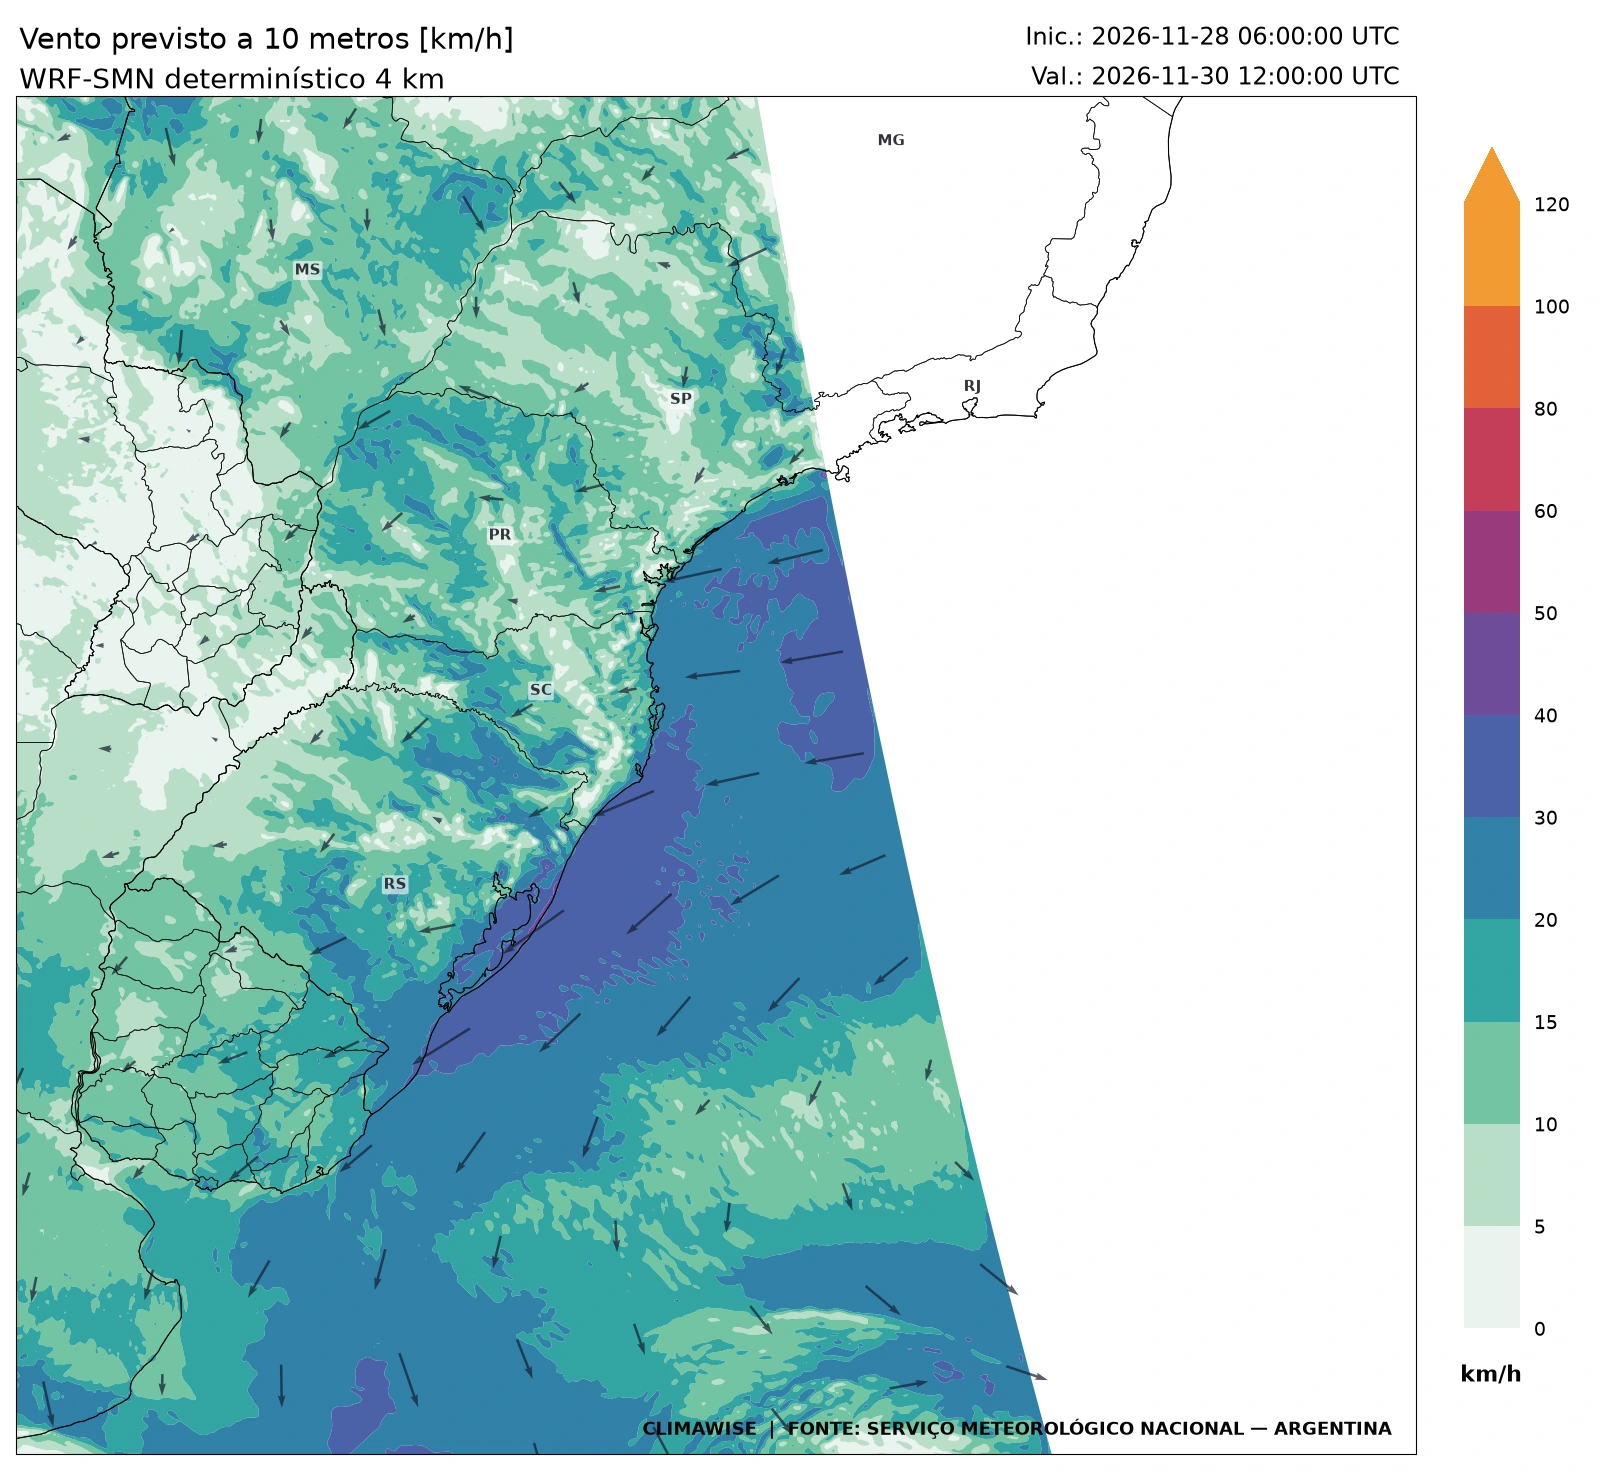 Vento previsto a 10 metros [km/h]
WRF-SMN determinístico 4 km
Inic.: 2026-11-28 06:00:00 UTC
Val.: 2026-11-30 12:00:00 UTC
MG
MS
RJ
SP
PR
SC
RS
120
100
80
60
50
40
30
20
15
10
5
0
km/h
CLIMAWISE | FONTE: SERVIÇO METEOROLÓGICO NACIONAL — ARGENTINA